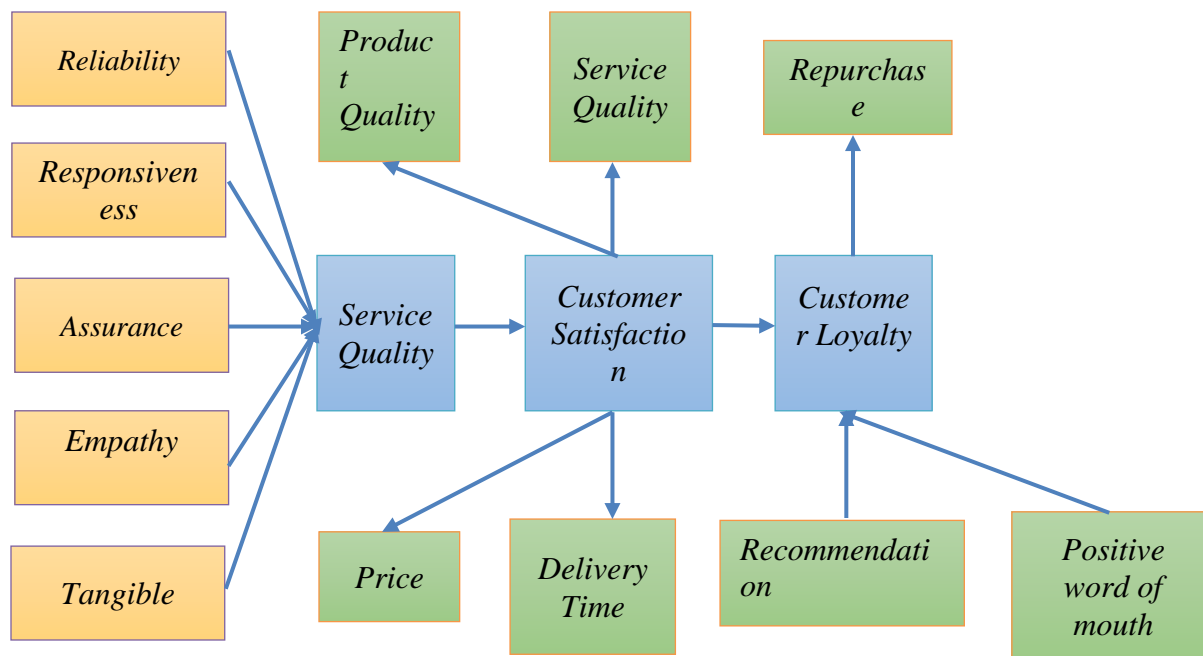 Reliability
Produc
t
Quality
Service
Quality
Repurchas
e
Responsiven
ess
Assurance
Service
Quality
Customer
Satisfactio
n
Custome
r Loyalty
Empathy
Tangible
Price
Delivery
Time
Recommendati
on
Positive
word of
mouth